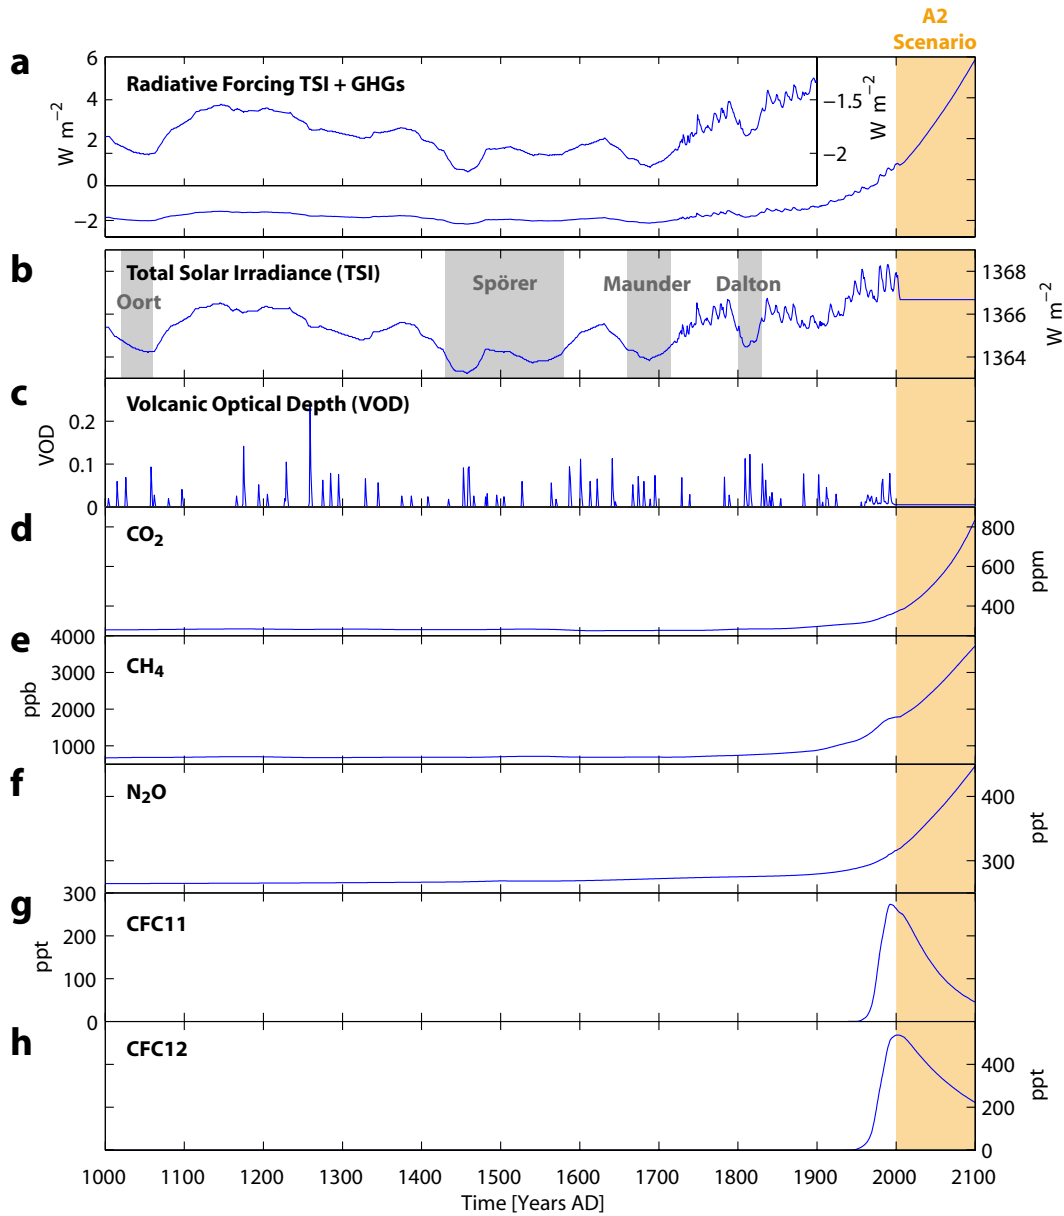 A2
Scenario
a
Radiative Forcing TSI + GHGs
6
4
2
0
−2
W m−2
−1.5
−2
W m−2
b
Total Solar Irradiance (TSI)
Oort
Spörer
Maunder
Dalton
1368
1366
1364
W m−2
c
Volcanic Optical Depth (VOD)
0.2
0.1
0
VOD
d
CO2
800
600
400
ppm
e
CH4
4000
3000
2000
1000
ppb
f
N2O
400
300
ppt
g
CFC11
300
200
100
0
ppt
h
CFC12
400
200
0
ppt
1000 1100 1200 1300 1400 1500 1600 1700 1800 1900 2000 2100
Time [Years AD]